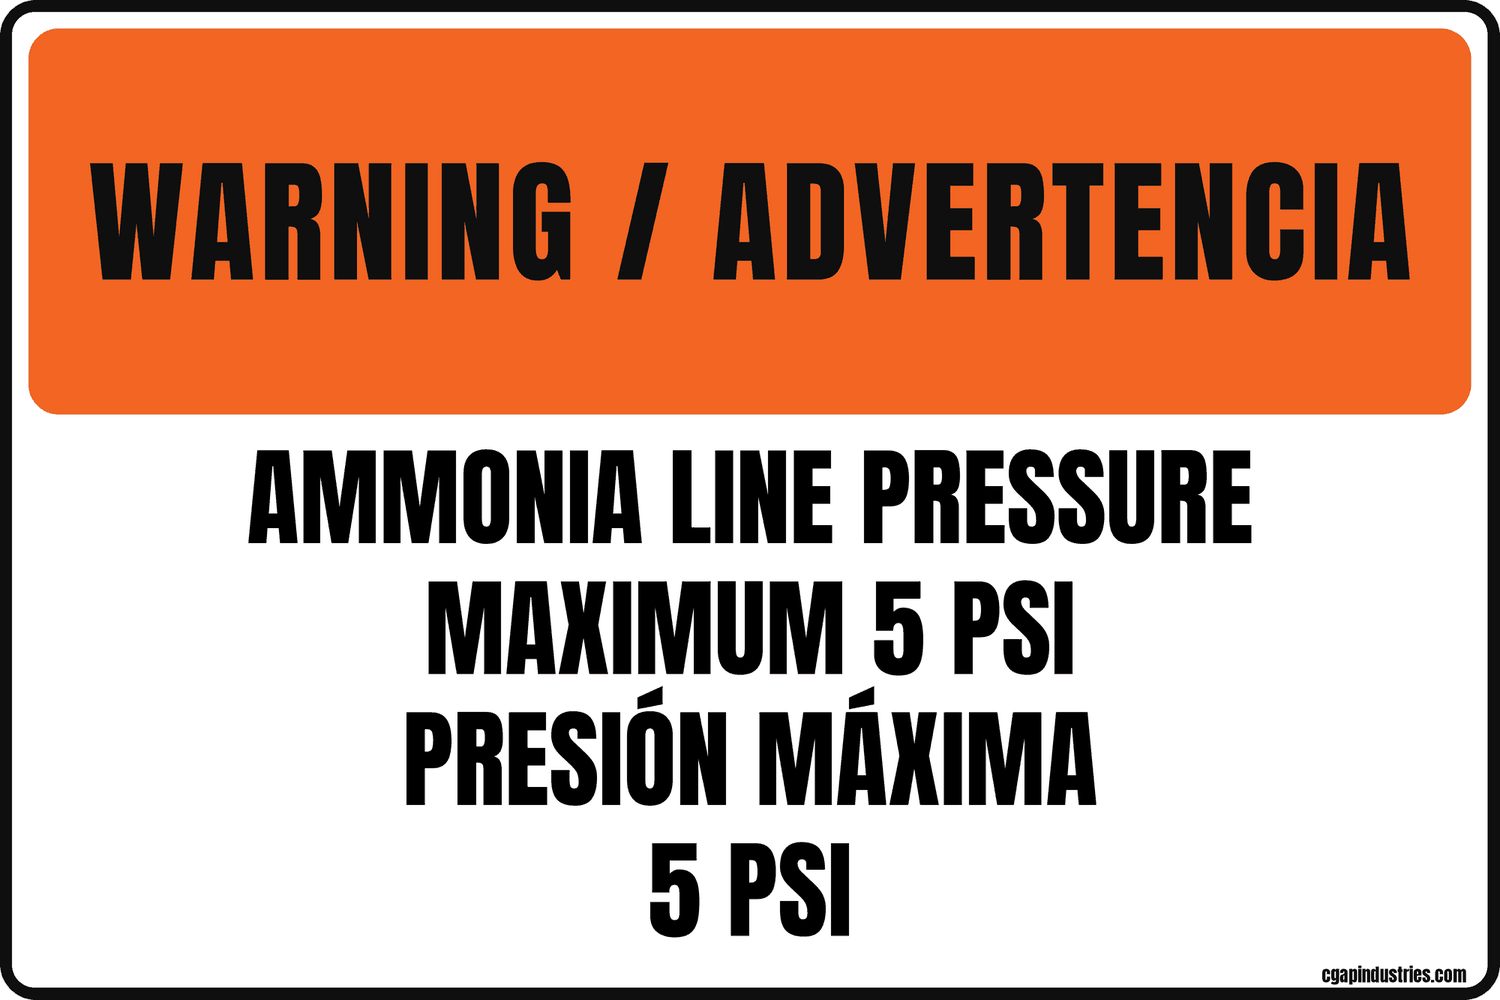 WARNING / ADVERTENCIA
AMMONIA LINE PRESSURE
MAXIMUM 5 PSI
PRESIÓN MÁXIMA
5 PSI
cgapindustries.com